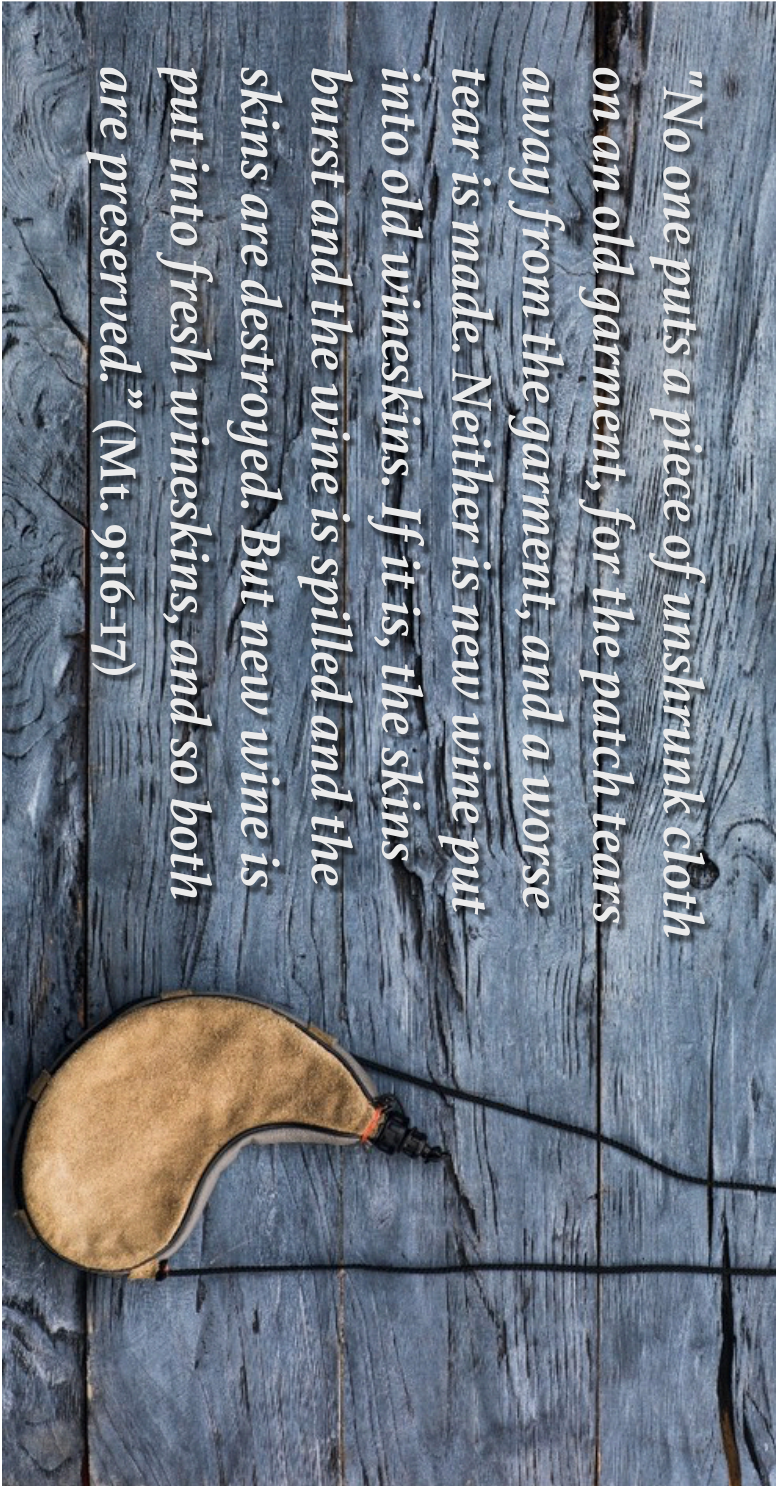 "No one puts a piece of unshrunk cloth
on an old garment, for the patch tears
away from the garment, and a worse
tear is made. Neither is new wine put
into old wineskins. If it is, the skins
burst and the wine is spilled and the
skins are destroyed. But new wine is
put into fresh wineskins, and so both
are preserved.” (Mt. 9:16-17)